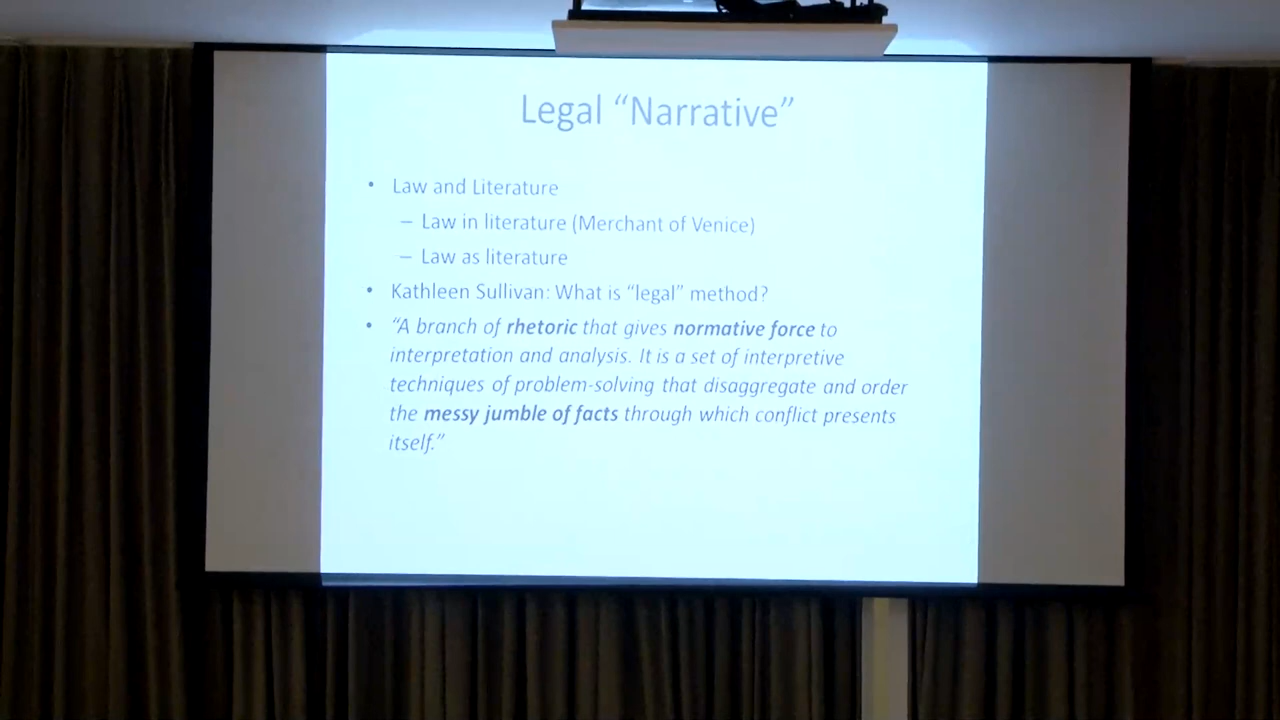 Legal “Narrative”
• Law and Literature
– Law in literature (Merchant of Venice)
– Law as literature
• Kathleen Sullivan: What is “legal” method?
• “A branch of rhetoric that gives normative force to
interpretation and analysis. It is a set of interpretive
techniques of problem-solving that disaggregate and order
the messy jumble of facts through which conflict presents
itself.”